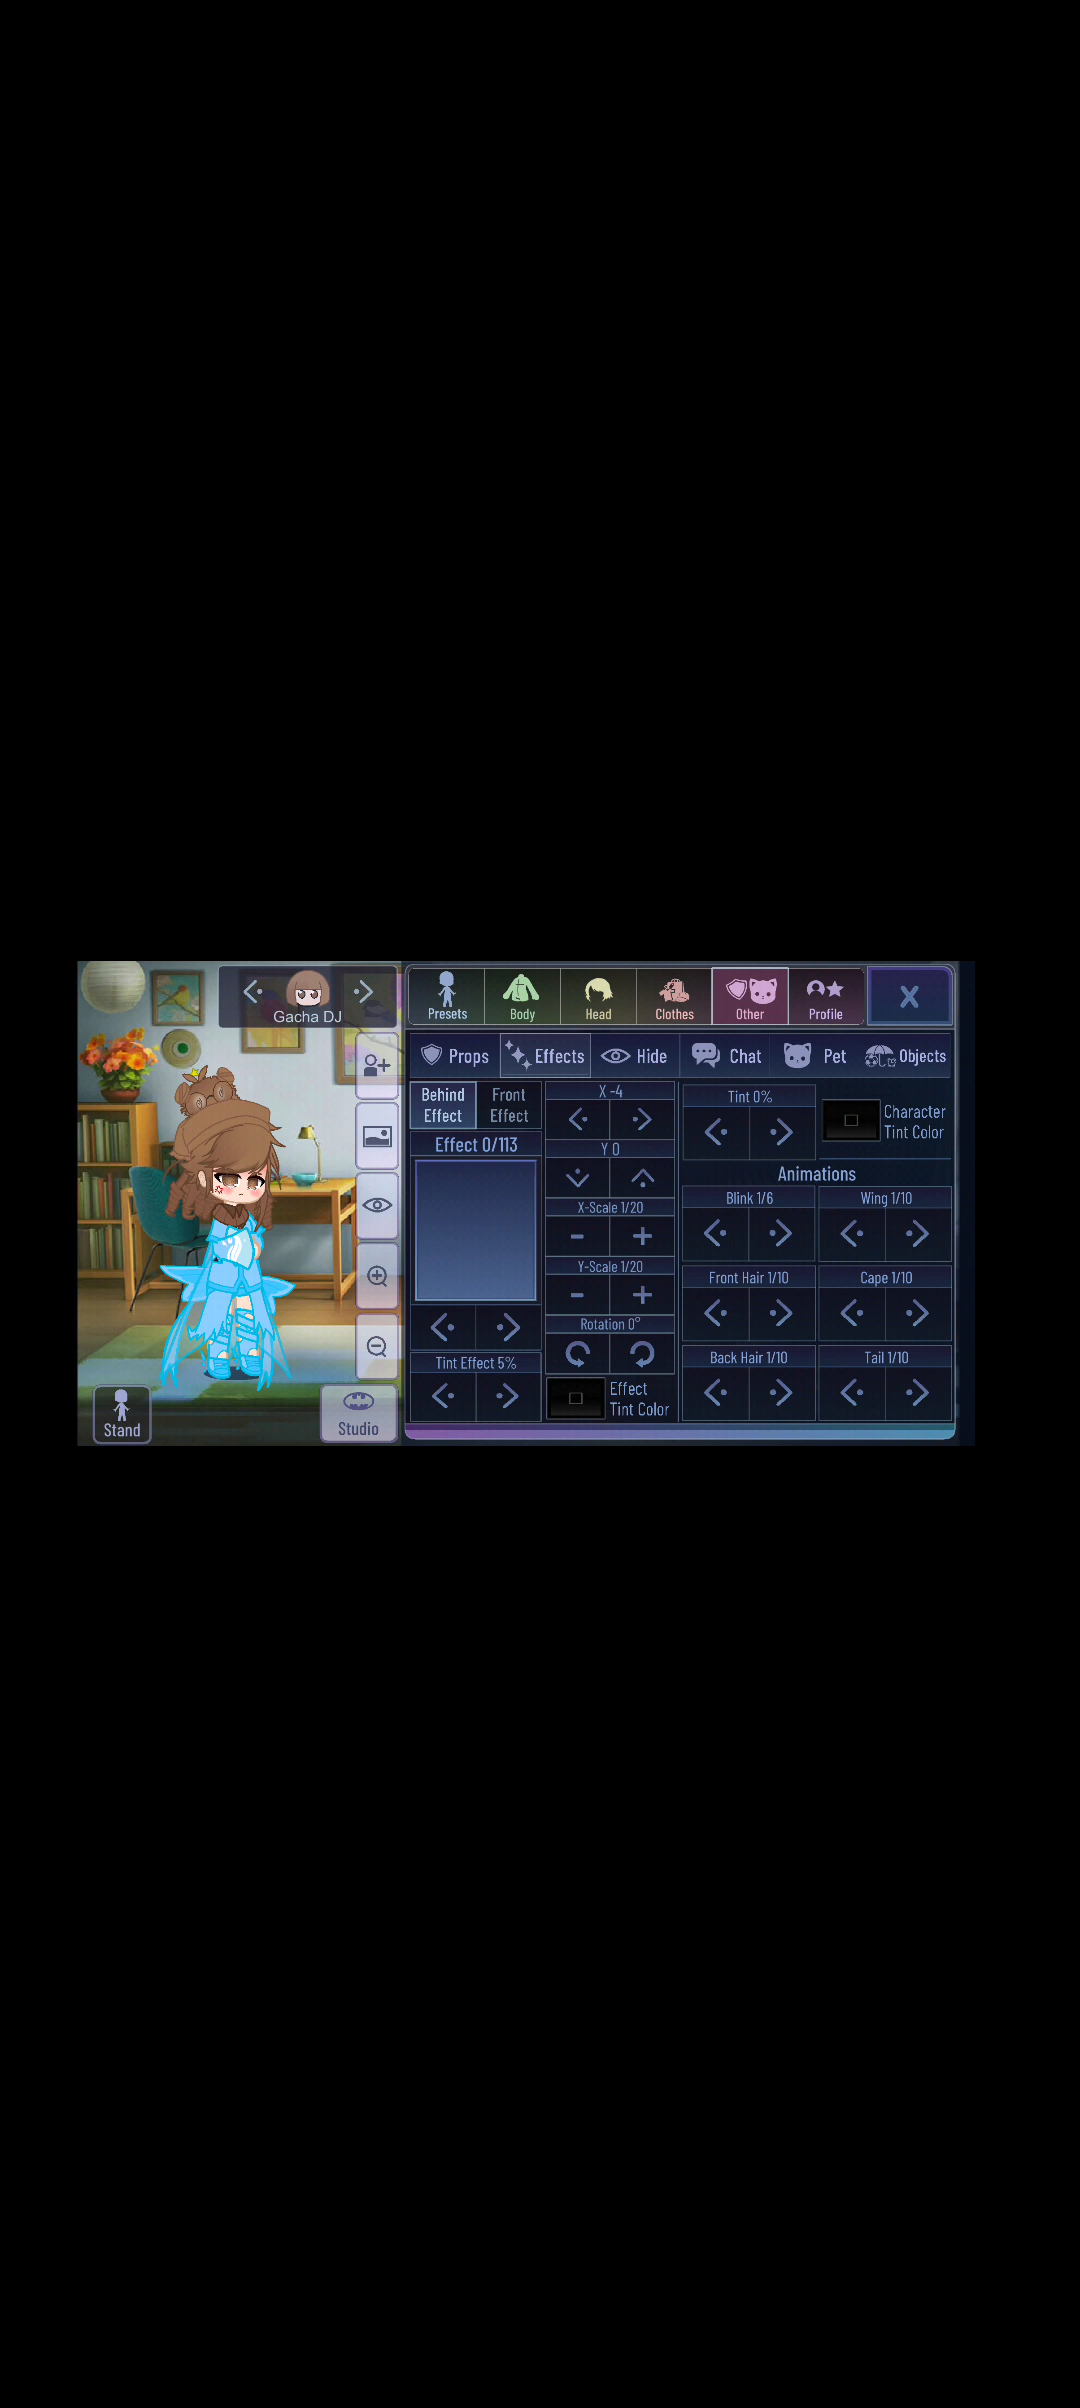 Gacha DJ
Presets
Body
Head
Clothes
Other
Profile
X
Props
Effects
Hide
Chat
Pet
Objects
Behind
Effect
Front
Effect
Effect 0/113
Tint Effect 5%
X -4
Y 0
X-Scale 1/20
Y-Scale 1/20
Rotation 0°
Effect
Tint Color
Tint 0%
Character
Tint Color
Animations
Blink 1/6
Wing 1/10
Front Hair 1/10
Cape 1/10
Back Hair 1/10
Tail 1/10
Stand
Studio